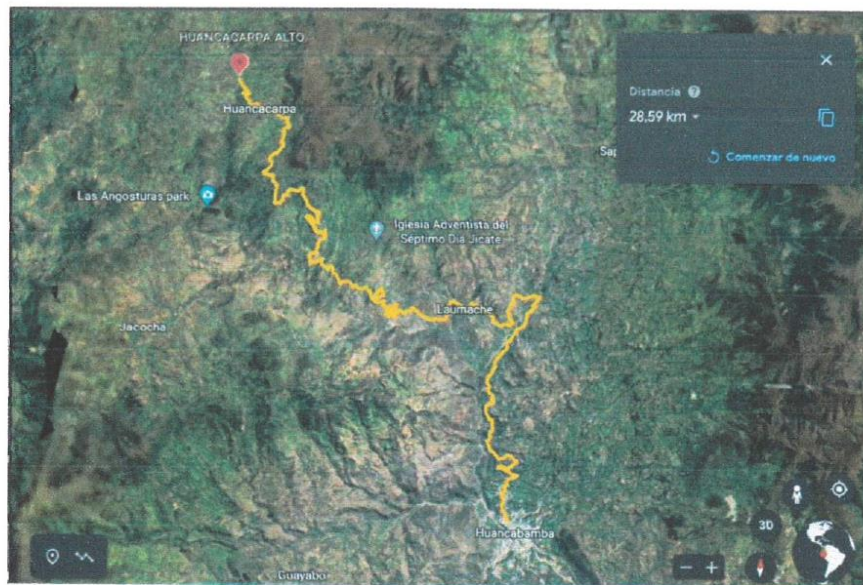 HUANCACARPA ALTO
Huancacarpa
Distancia
28,59 km
Comenzar de nuevo
Las Angosturas park
Iglesia Adventista del
Séptimo Día Jicate
Laumache
Jacocha
3D
Huancabamba
Guayabo